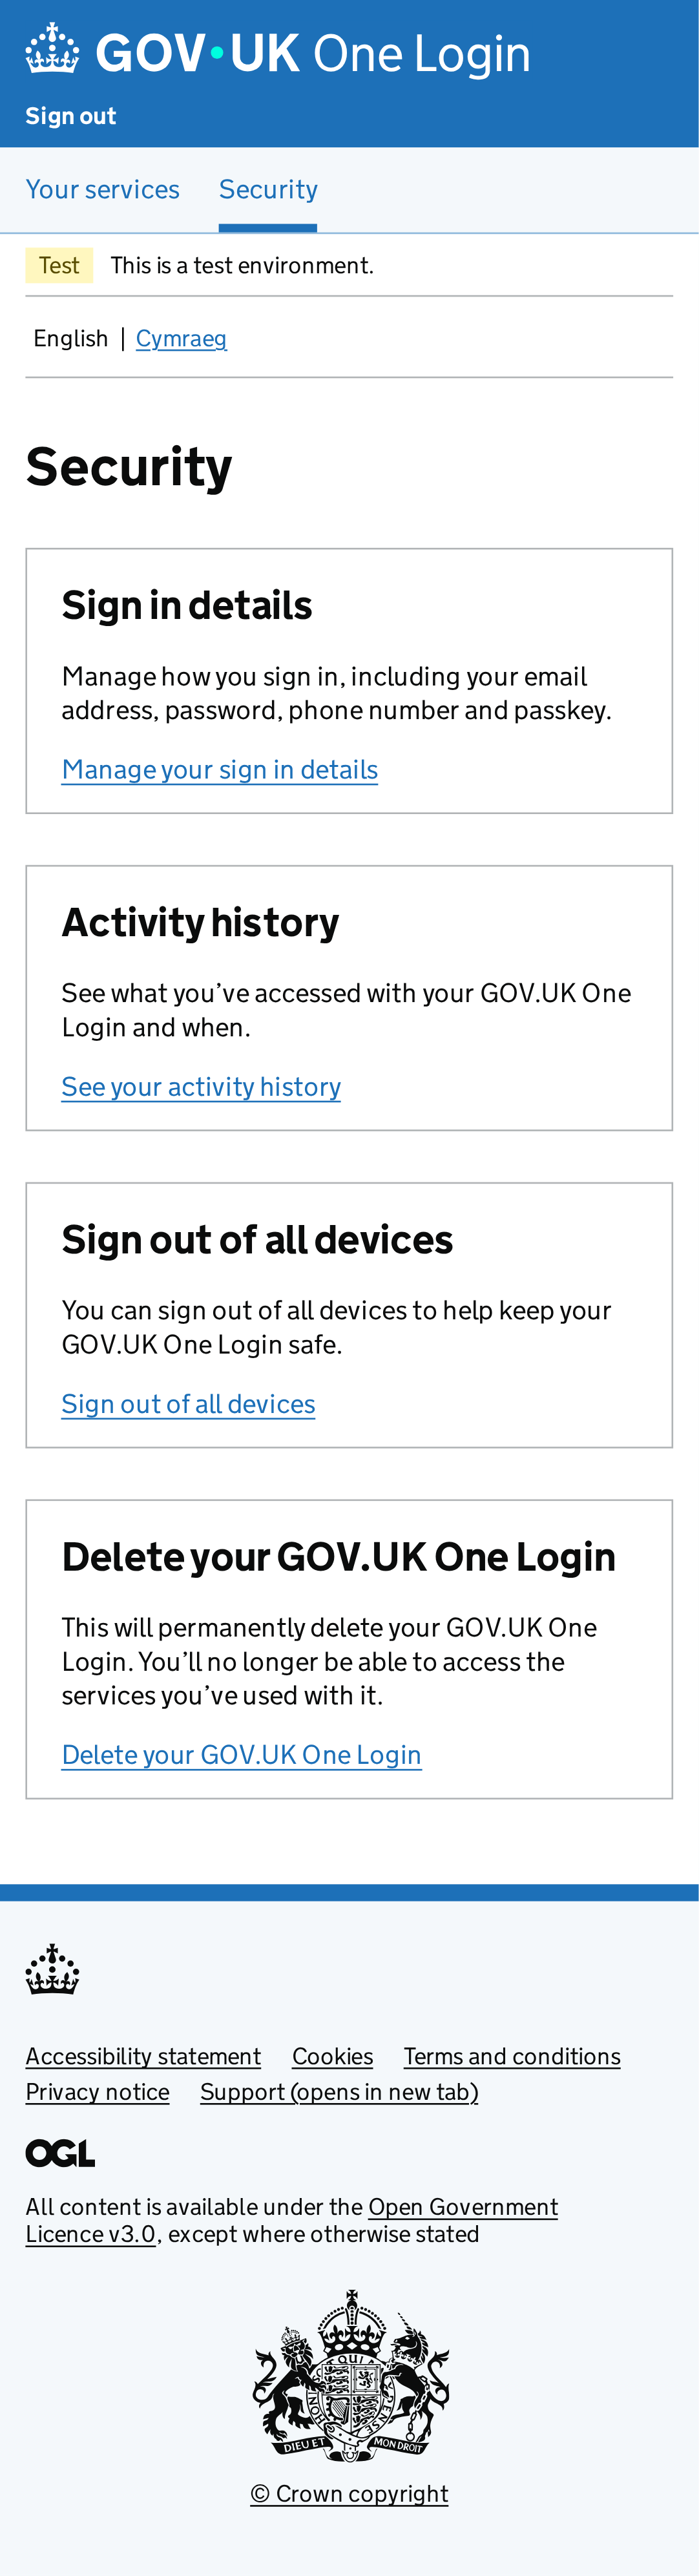 GOV•UK One Login
Sign out
Your services Security
Test This is a test environment.
English | Cymraeg
Security
Sign in details
Manage how you sign in, including your email
address, password, phone number and passkey.
Manage your sign in details
Activity history
See what you’ve accessed with your GOV.UK One
Login and when.
See your activity history
Sign out of all devices
You can sign out of all devices to help keep your
GOV.UK One Login safe.
Sign out of all devices
Delete your GOV.UK One Login
This will permanently delete your GOV.UK One
Login. You’ll no longer be able to access the
services you’ve used with it.
Delete your GOV.UK One Login
Accessibility statement Cookies Terms and conditions
Privacy notice Support (opens in new tab)
OGL
All content is available under the Open Government
Licence v3.0, except where otherwise stated
DIEU ET MON DROIT
© Crown copyright